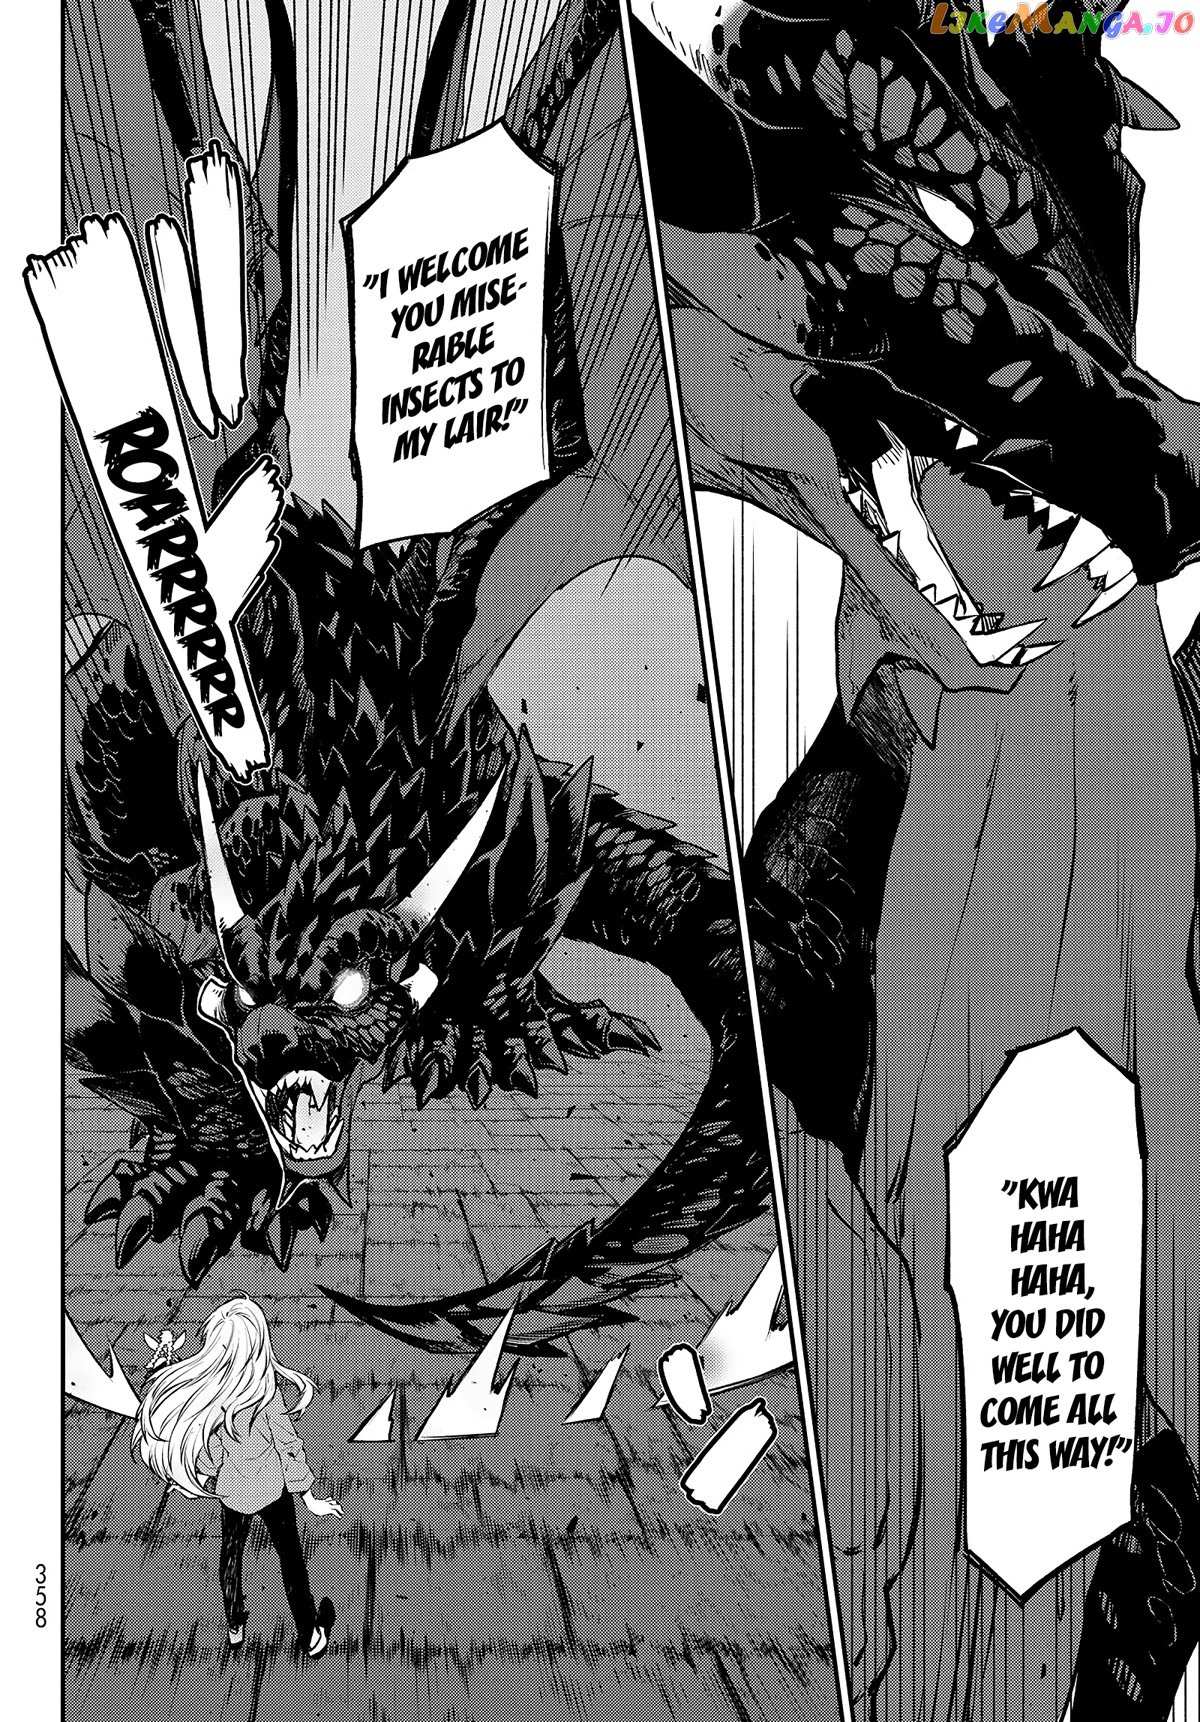 LIKEMANGA.IO
"KWA
HAHA
HAHA,
YOU DID
WELL TO
COME ALL
THIS WAY!"
"I WELCOME
YOU MISE-
RABLE
INSECTS TO
MY LAIR!"
ROARRRRR
358